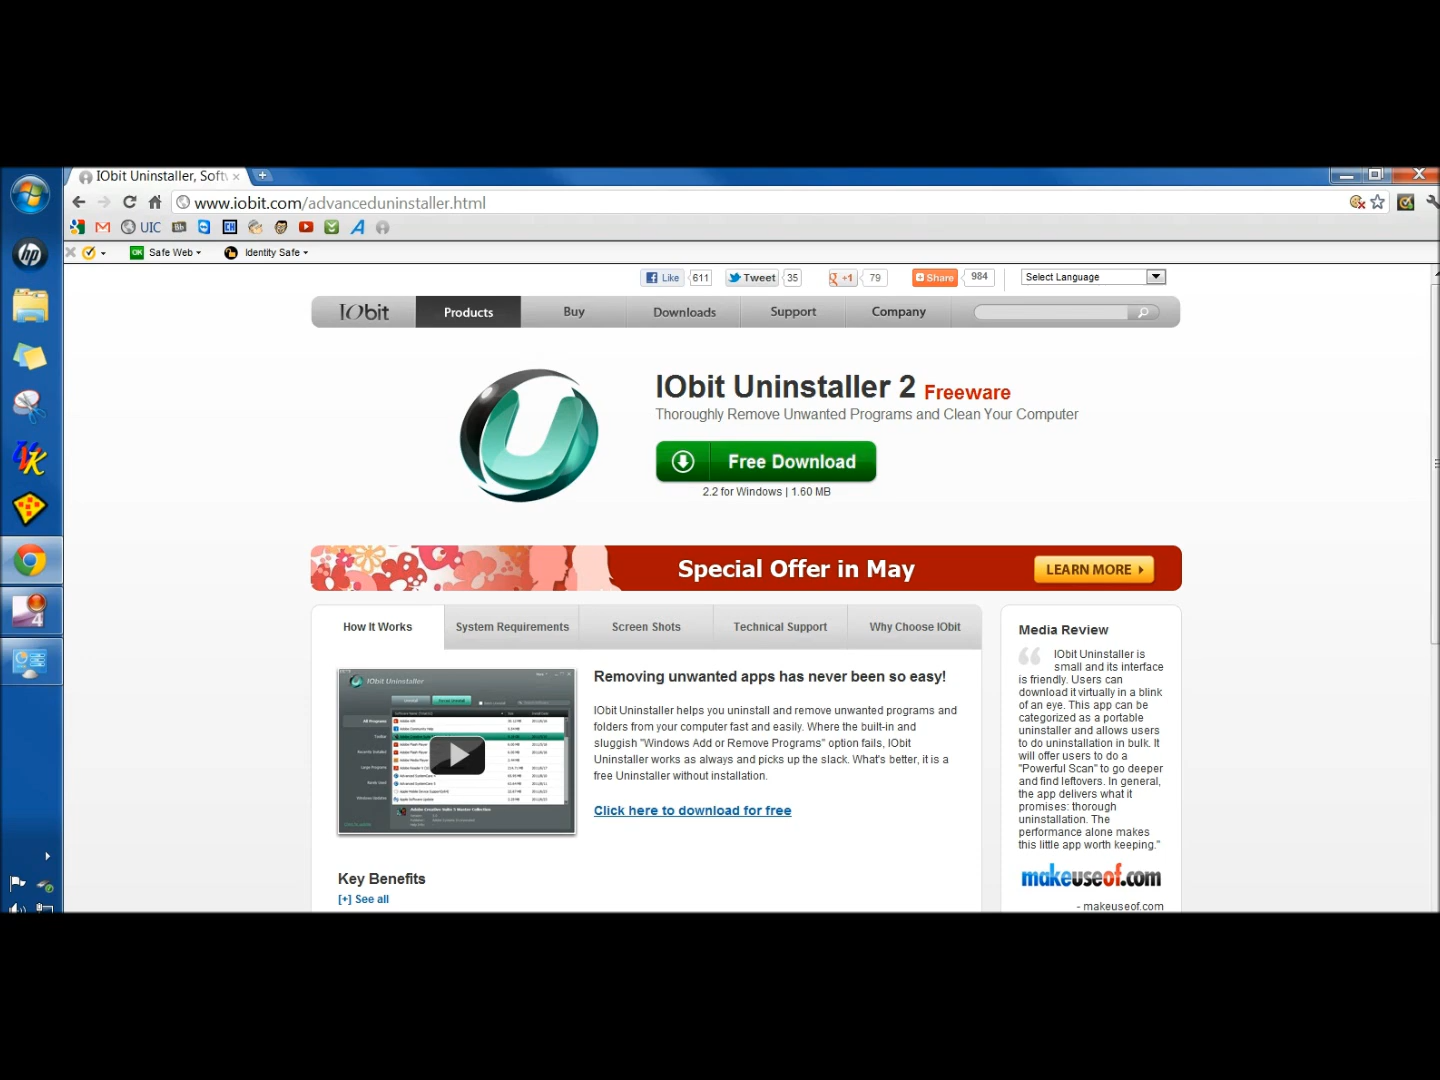 IObit Uninstaller, Softv
www.iobit.com/advanceduninstaller.html
UIC
Safe Web
Identity Safe
Like 611 Tweet 35 +1 79 Share 984 Select Language
IObit Products Buy Downloads Support Company
IObit Uninstaller 2 Freeware
Thoroughly Remove Unwanted Programs and Clean Your Computer
Free Download
2.2 for Windows | 1.60 MB
Special Offer in May
LEARN MORE
How It Works System Requirements Screen Shots Technical Support Why Choose IObit
IObit Uninstaller
Removing unwanted apps has never been so easy!
IObit Uninstaller helps you uninstall and remove unwanted programs and
folders from your computer fast and easily. Where the built-in and
sluggish "Windows Add or Remove Programs" option fails, IObit
Uninstaller works as always and picks up the slack. What's better, it is a
free Uninstaller without installation.
Click here to download for free
Key Benefits
[+] See all
Media Review
IObit Uninstaller is
small and its interface
is friendly. Users can
download it virtually in a blink
of an eye. This app can be
categorized as a portable
uninstaller and allows users
to do uninstallation in bulk. It
will offer users to do a
"Powerful Scan" to go deeper
and find leftovers. In general,
the app delivers what it
promises: thorough
uninstallation. The
performance alone makes
this little app worth keeping."
makeuseof.com
- makeuseof.com
hp
4